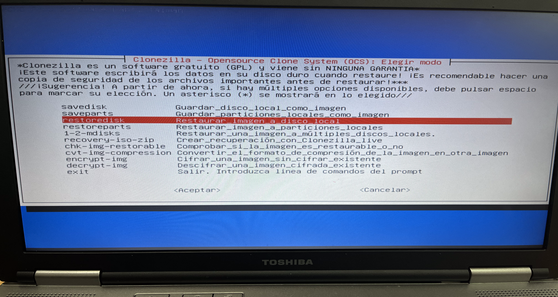 Clonezilla - Opensource Clone System (OCS): Elegir modo
*Clonezilla es un software gratuito (GPL) y viene sin NINGUNA GARANTÍA*
¡Este software escribirá los datos en su disco duro cuando restaure! ¡Es recomendable hacer una
copia de seguridad de los archivos importantes antes de restaurar!***
///¡Sugerencia! A partir de ahora, si hay múltiples opciones disponibles, debe pulsar espacio
para marcar su elección. Un asterisco (*) se mostrará en lo elegido///
savedisk Guardar_disco_local_como_imagen
saveparts Guardar_particiones_locales_como_imagen
restoredisk Restaurar_imagen_a_disco_local
restoreparts Restaurar_imagen_a_particiones_locales
1-2-mdisks Restaurar_una_imagen_a_múltiples_discos_locales.
recovery-iso-zip Crear_recuperación_con_Clonezilla_live
chk-img-restorable Comprobar_si_la_imagen_es_restaurable_o_no
cvt-img-compression Convertir_el_formato_de_compresión_de_la_imagen_en_otra_imagen
encrypt-img Cifrar_una_imagen_sin_cifrar_existente
decrypt-img Descifrar_una_imagen_cifrada_existente
exit Salir. Introduzca línea de comandos del prompt
<Aceptar> <Cancelar>
TOSHIBA